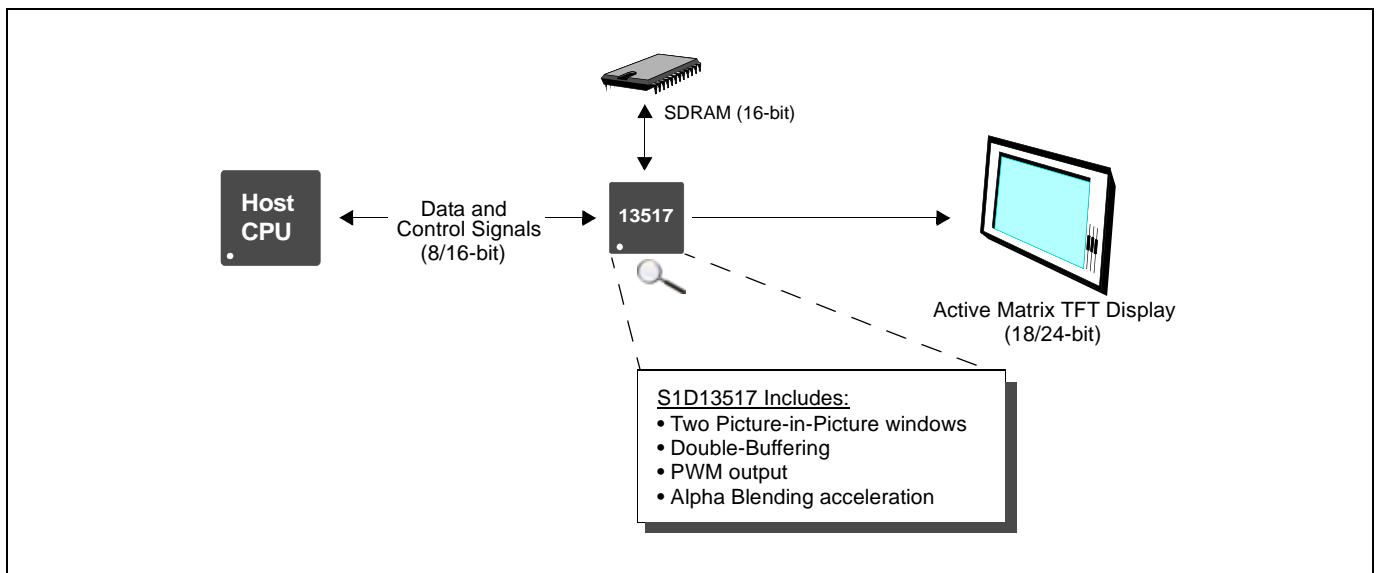 SDRAM (16-bit)
Host
CPU
Data and
Control Signals
(8/16-bit)
13517
Active Matrix TFT Display
(18/24-bit)
S1D13517 Includes:
• Two Picture-in-Picture windows
• Double-Buffering
• PWM output
• Alpha Blending acceleration